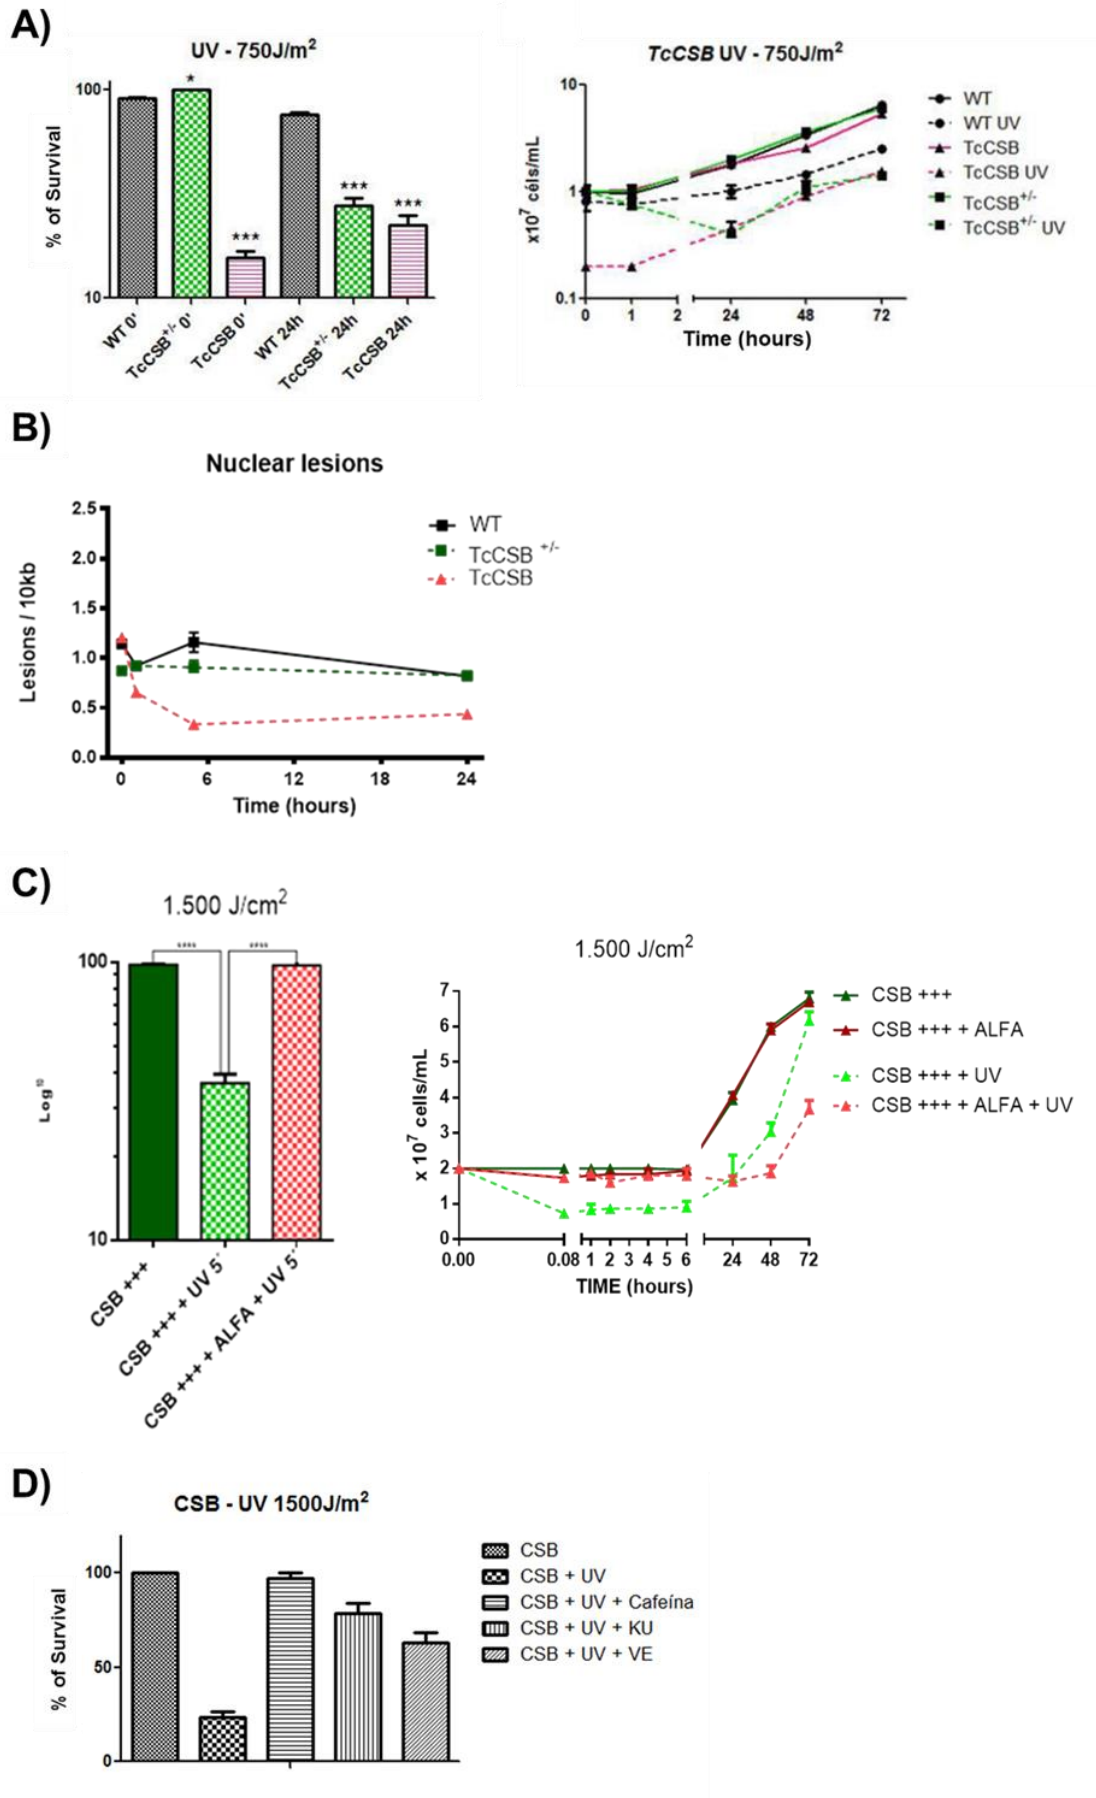 A)
UV - 750J/m2
% of Survival
100
10
*
***
***
***
WT 0'
TcCSB+/- 0'
TcCSB 0'
WT 24h
TcCSB+/- 24h
TcCSB 24h
TcCSB UV - 750J/m2
x107 céls/mL
10
1
0.1
0 1 2 24 48 72
Time (hours)
WT
WT UV
TcCSB
TcCSB UV
TcCSB+/-
TcCSB+/- UV
B)
Nuclear lesions
Lesions / 10kb
2.5
2.0
1.5
1.0
0.5
0.0
0 6 12 18 24
Time (hours)
WT
TcCSB +/-
TcCSB
C)
1.500 J/cm2
Log10
100
10
**** ****
CSB +++
CSB +++ + UV 5'
CSB +++ + ALFA + UV 5'
1.500 J/cm2
x 107 cells/mL
7
6
5
4
3
2
1
0
0.00 0.08 1 2 3 4 5 6 24 48 72
TIME (hours)
CSB +++
CSB +++ + ALFA
CSB +++ + UV
CSB +++ + ALFA + UV
D)
CSB - UV 1500J/m2
% of Survival
100
50
0
CSB
CSB + UV
CSB + UV + Cafeína
CSB + UV + KU
CSB + UV + VE